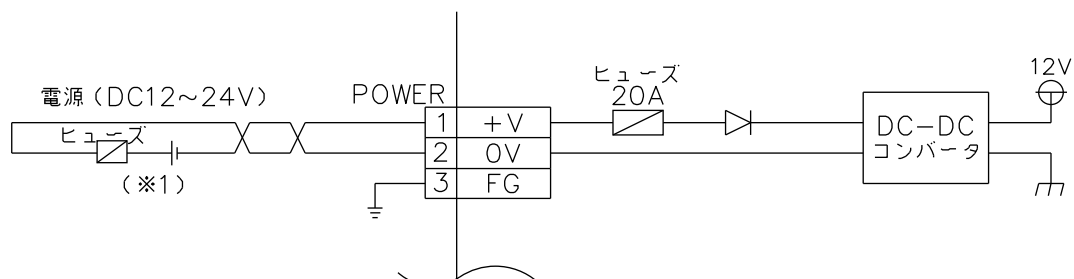 電源(DC12~24V)
ヒューズ
(※1)
POWER
1 +V
2 0V
3 FG
ヒューズ
20A
DC-DC
コンバータ
12V